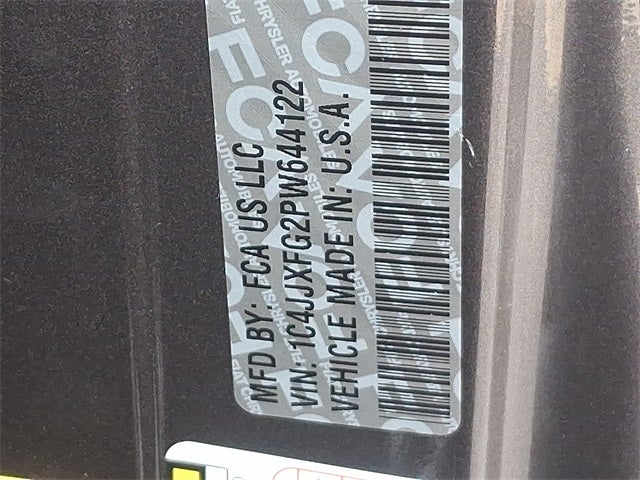 MFD BY: FCA US LLC
VIN: 1C4JJXFG2PW644122
VEHICLE MADE IN: U.S.A.